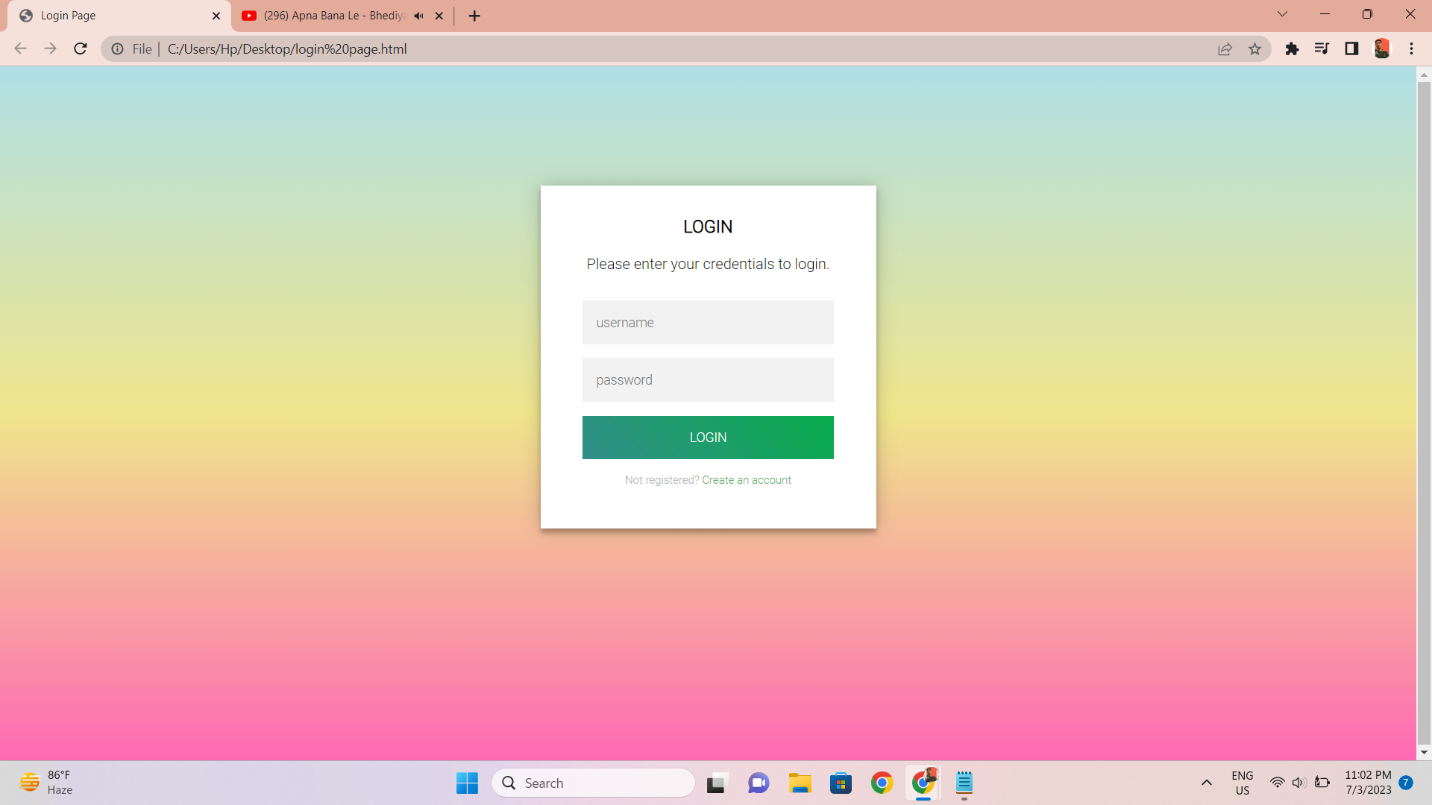 Login Page
(296) Apna Bana Le - Bhediy
File
C:/Users/Hp/Desktop/login%20page.html
LOGIN
Please enter your credentials to login.
username
password
LOGIN
Not registered? Create an account
86°F
Haze
Search
ENG
US
11:02 PM
7/3/2023
7